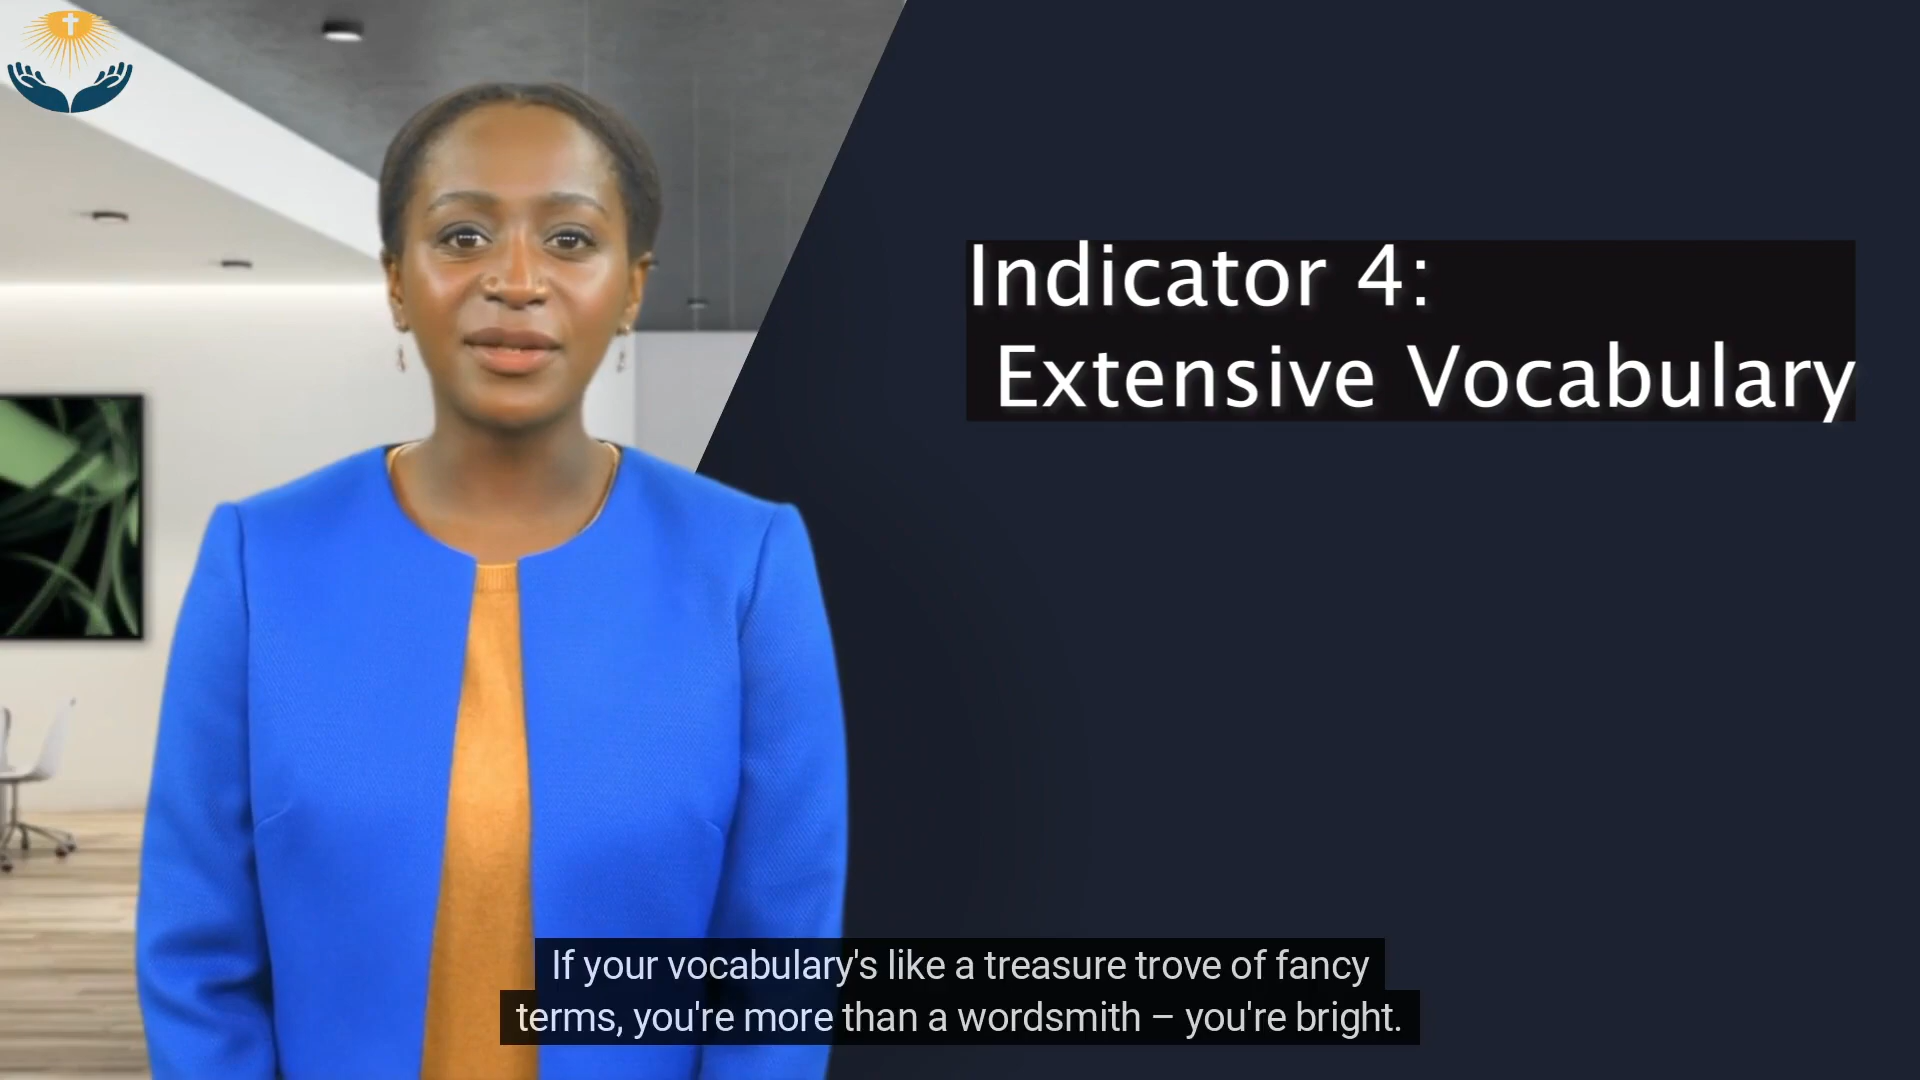 Indicator 4:
Extensive Vocabulary
If your vocabulary's like a treasure trove of fancy
terms, you're more than a wordsmith – you're bright.